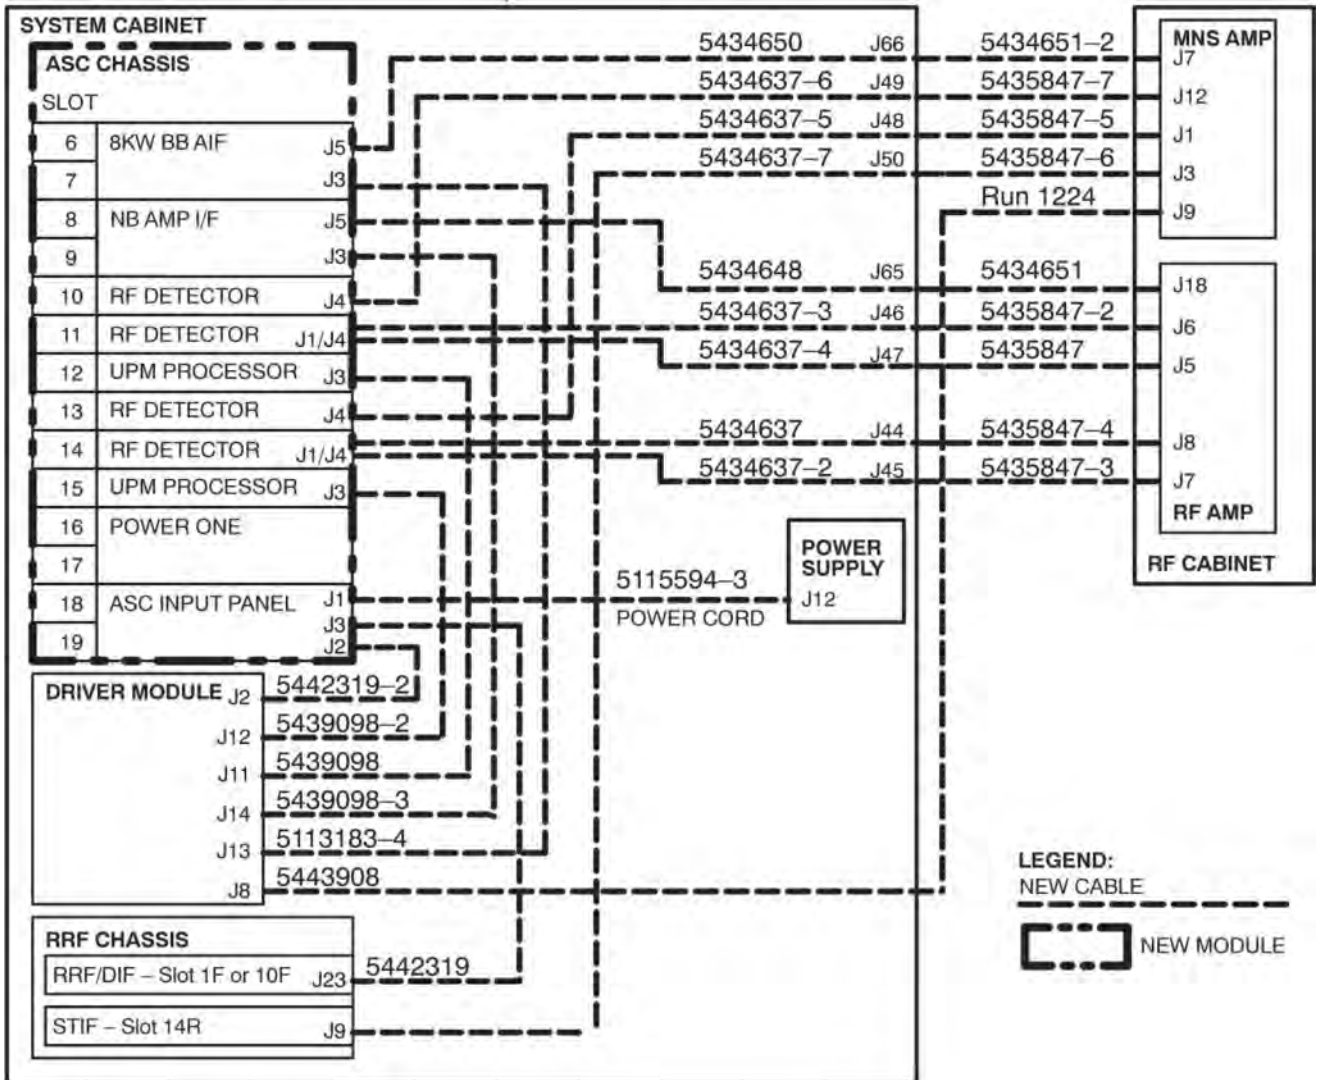 SYSTEM CABINET
ASC CHASSIS
SLOT
6 8KW BB AIF J5
7 J3
8 NB AMP I/F J5
9 J3
10 RF DETECTOR J4
11 RF DETECTOR J1/J4
12 UPM PROCESSOR J3
13 RF DETECTOR J4
14 RF DETECTOR J1/J4
15 UPM PROCESSOR J3
16 POWER ONE
17
18 ASC INPUT PANEL J1
J3
19 J2
DRIVER MODULE J2 5442319–2
J12 5439098–2
J11 5439098
J14 5439098–3
J13 5113183–4
J8 5443908
RRF CHASSIS
RRF/DIF – Slot 1F or 10F J23 5442319
STIF – Slot 14R J9
5434650 J66 5434651–2
5434637–6 J49 5435847–7
5434637–5 J48 5435847–5
5434637–7 J50 5435847–6
Run 1224
5434648 J65 5434651
5434637–3 J46 5435847–2
5434637–4 J47 5435847
5434637 J44 5435847–4
5434637–2 J45 5435847–3
5115594–3
POWER CORD
POWER
SUPPLY
J12
MNS AMP
J7
J12
J1
J3
J9
J18
J6
J5
J8
J7
RF AMP
RF CABINET
LEGEND:
NEW CABLE
NEW MODULE